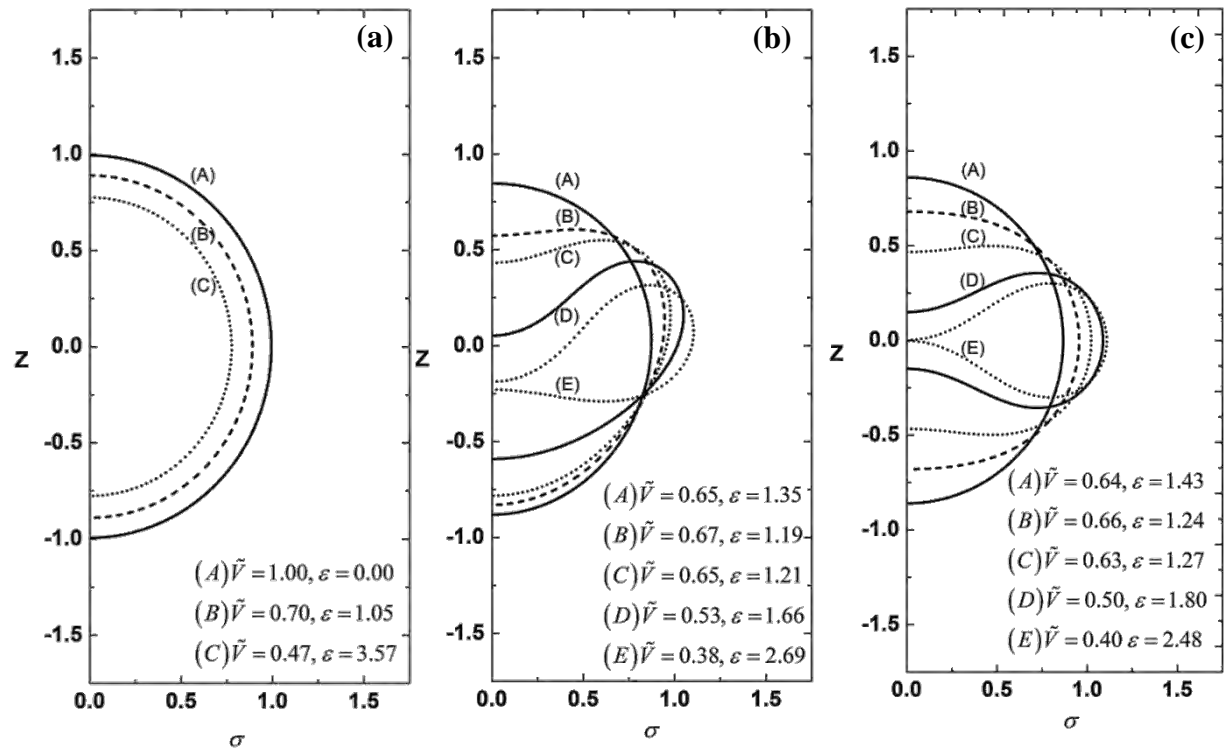 (a)
1.5
1.0
0.5
0.0
-0.5
-1.0
-1.5
Z
(A)
(B)
(C)
(A) Ṽ = 1.00, ε = 0.00
(B) Ṽ = 0.70, ε = 1.05
(C) Ṽ = 0.47, ε = 3.57
0.0 0.5 1.0 1.5
σ
(b)
1.5
1.0
0.5
0.0
-0.5
-1.0
-1.5
Z
(A)
(B)
(C)
(D)
(E)
(A) Ṽ = 0.65, ε = 1.35
(B) Ṽ = 0.67, ε = 1.19
(C) Ṽ = 0.65, ε = 1.21
(D) Ṽ = 0.53, ε = 1.66
(E) Ṽ = 0.38, ε = 2.69
0.0 0.5 1.0 1.5
σ
(c)
1.5
1.0
0.5
0.0
-0.5
-1.0
-1.5
Z
(A)
(B)
(C)
(D)
(E)
(A) Ṽ = 0.64, ε = 1.43
(B) Ṽ = 0.66, ε = 1.24
(C) Ṽ = 0.63, ε = 1.27
(D) Ṽ = 0.50, ε = 1.80
(E) Ṽ = 0.40 ε = 2.48
0.0 0.5 1.0 1.5
σ